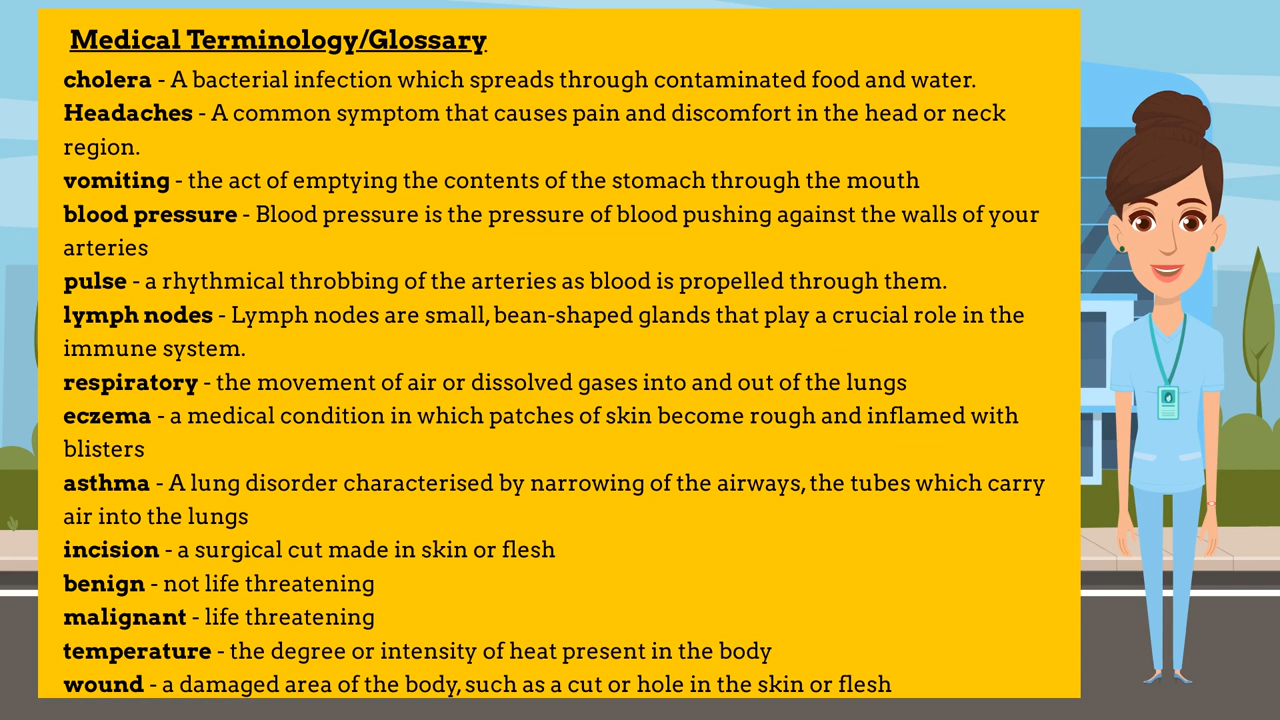 Medical Terminology/Glossary
cholera - A bacterial infection which spreads through contaminated food and water.
Headaches - A common symptom that causes pain and discomfort in the head or neck
region.
vomiting - the act of emptying the contents of the stomach through the mouth
blood pressure - Blood pressure is the pressure of blood pushing against the walls of your
arteries
pulse - a rhythmical throbbing of the arteries as blood is propelled through them.
lymph nodes - Lymph nodes are small, bean-shaped glands that play a crucial role in the
immune system.
respiratory - the movement of air or dissolved gases into and out of the lungs
eczema - a medical condition in which patches of skin become rough and inflamed with
blisters
asthma - A lung disorder characterised by narrowing of the airways, the tubes which carry
air into the lungs
incision - a surgical cut made in skin or flesh
benign - not life threatening
malignant - life threatening
temperature - the degree or intensity of heat present in the body
wound - a damaged area of the body, such as a cut or hole in the skin or flesh